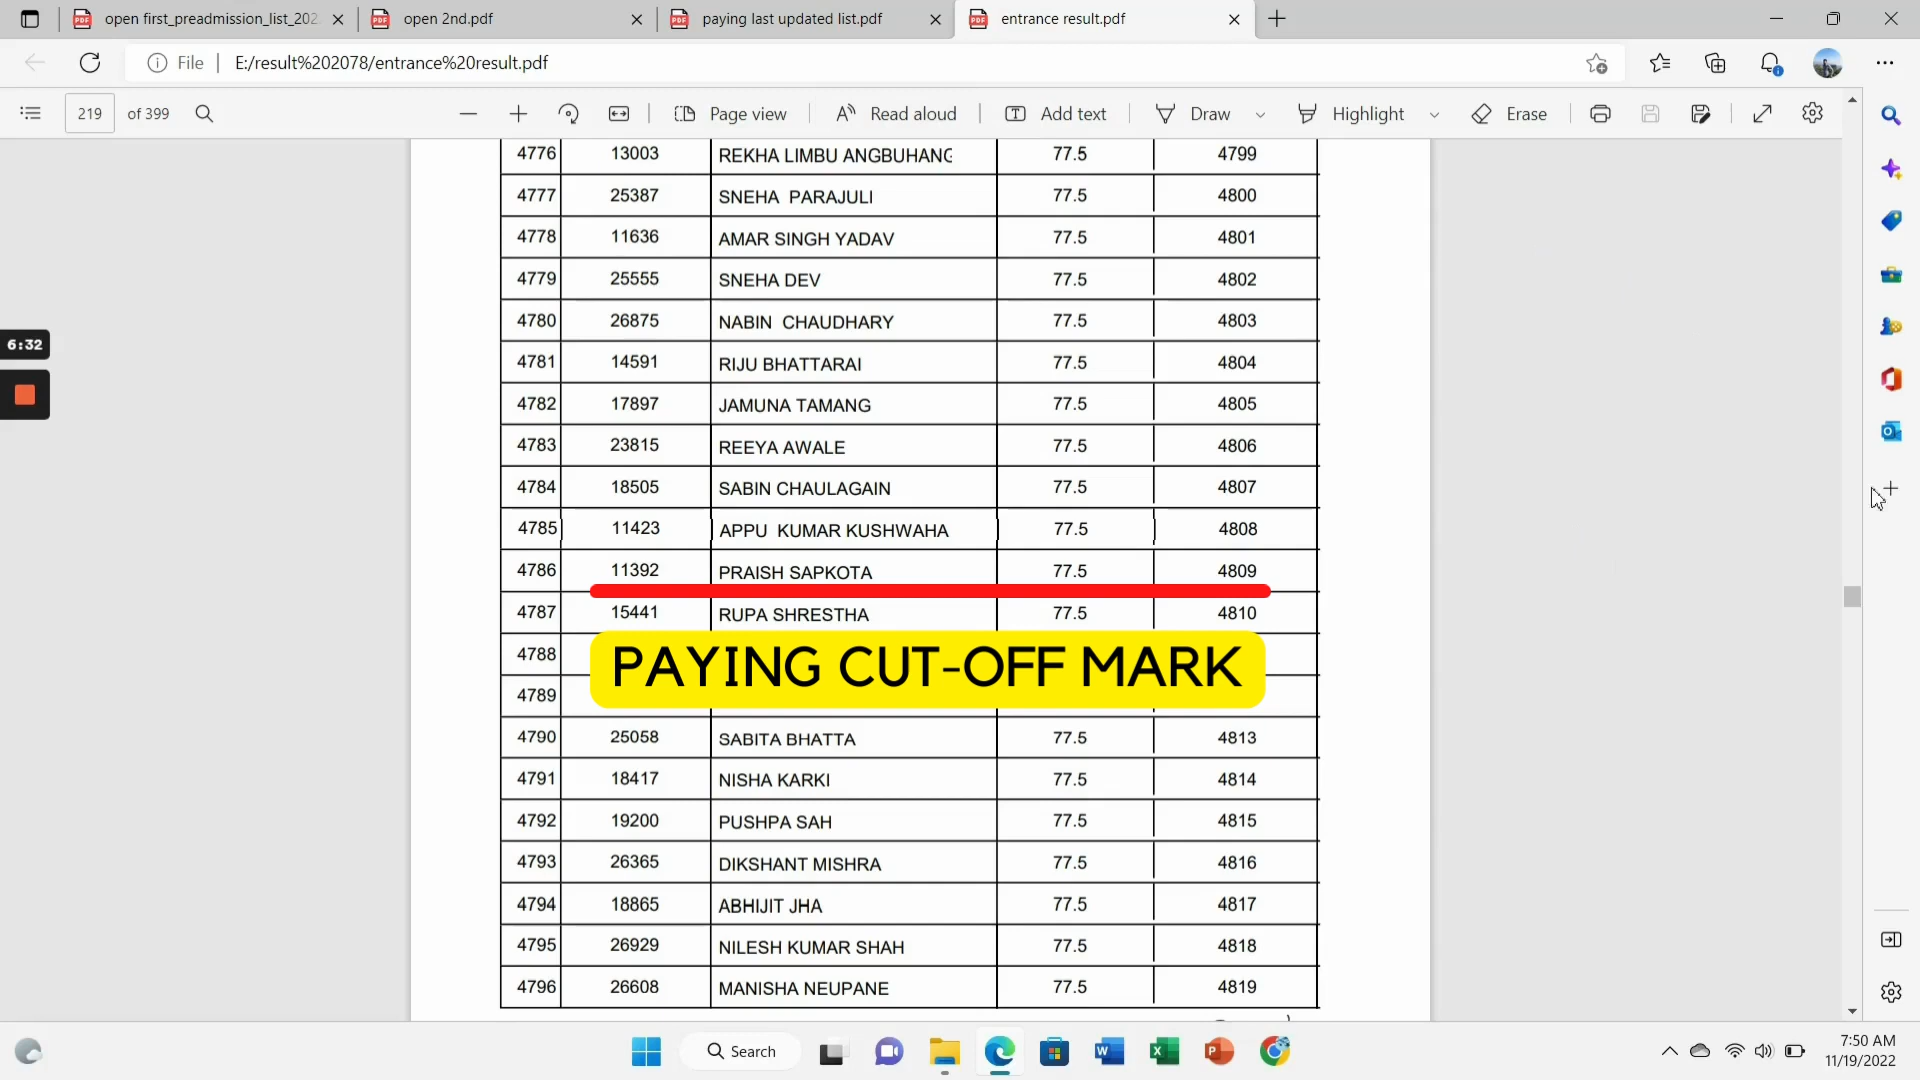 open first_preadmission_list_202
open 2nd.pdf
paying last updated list.pdf
entrance result.pdf
File | E:/result%202078/entrance%20result.pdf
219 of 399
Page view
Read aloud
Add text
Draw
Highlight
Erase
4776 13003 REKHA LIMBU ANGBUHANG 77.5 4799
4777 25387 SNEHA PARAJULI 77.5 4800
4778 11636 AMAR SINGH YADAV 77.5 4801
4779 25555 SNEHA DEV 77.5 4802
4780 26875 NABIN CHAUDHARY 77.5 4803
4781 14591 RIJU BHATTARAI 77.5 4804
4782 17897 JAMUNA TAMANG 77.5 4805
4783 23815 REEYA AWALE 77.5 4806
4784 18505 SABIN CHAULAGAIN 77.5 4807
4785 11423 APPU KUMAR KUSHWAHA 77.5 4808
4786 11392 PRAISH SAPKOTA 77.5 4809
4787 15441 RUPA SHRESTHA 77.5 4810
4788
PAYING CUT-OFF MARK
4789
4790 25058 SABITA BHATTA 77.5 4813
4791 18417 NISHA KARKI 77.5 4814
4792 19200 PUSHPA SAH 77.5 4815
4793 26365 DIKSHANT MISHRA 77.5 4816
4794 18865 ABHIJIT JHA 77.5 4817
4795 26929 NILESH KUMAR SHAH 77.5 4818
4796 26608 MANISHA NEUPANE 77.5 4819
6:32
Search
7:50 AM
11/19/2022